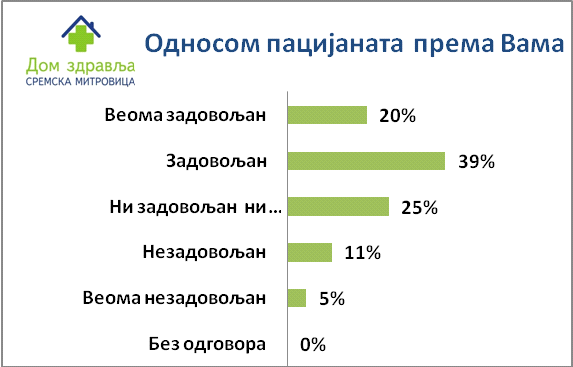 Дом здравља
СРЕМСКА МИТРОВИЦА
Односом пацијаната према Вама
Веома задовољан 20%
Задовољан 39%
Ни задовољан ни... 25%
Незадовољан 11%
Веома незадовољан 5%
Без одговора 0%